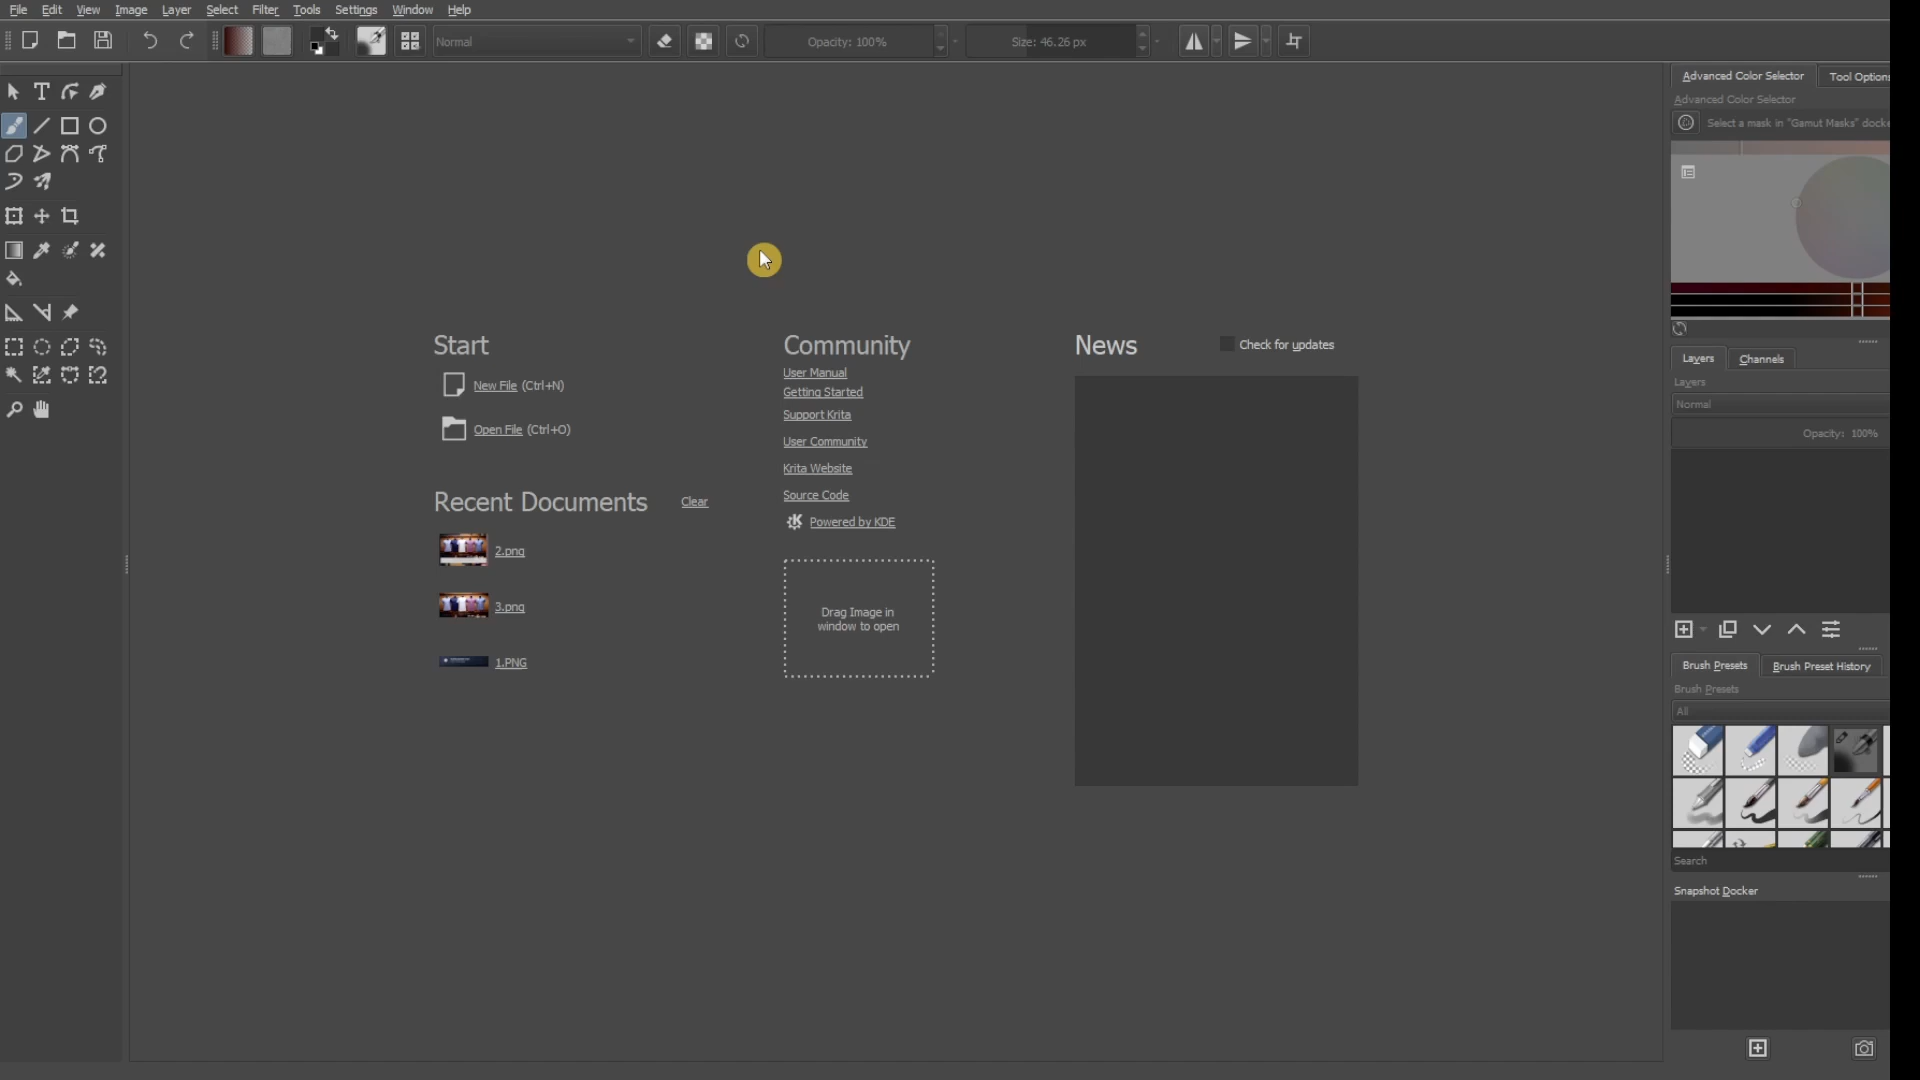 File Edit View Image Layer Select Filter Tools Settings Window Help
Normal
Opacity: 100%
Size: 46.26 px
Advanced Color Selector
Tool Options
Advanced Color Selector
Select a mask in "Gamut Masks" docke
Start
New File (Ctrl+N)
Open File (Ctrl+O)
Recent Documents
Clear
2.png
3.png
1.PNG
Community
User Manual
Getting Started
Support Krita
User Community
Krita Website
Source Code
Powered by KDE
Drag Image in
window to open
News
Check for updates
Layers
Channels
Layers
Normal
Opacity: 100%
Brush Presets
Brush Preset History
Brush Presets
All
Search
Snapshot Docker